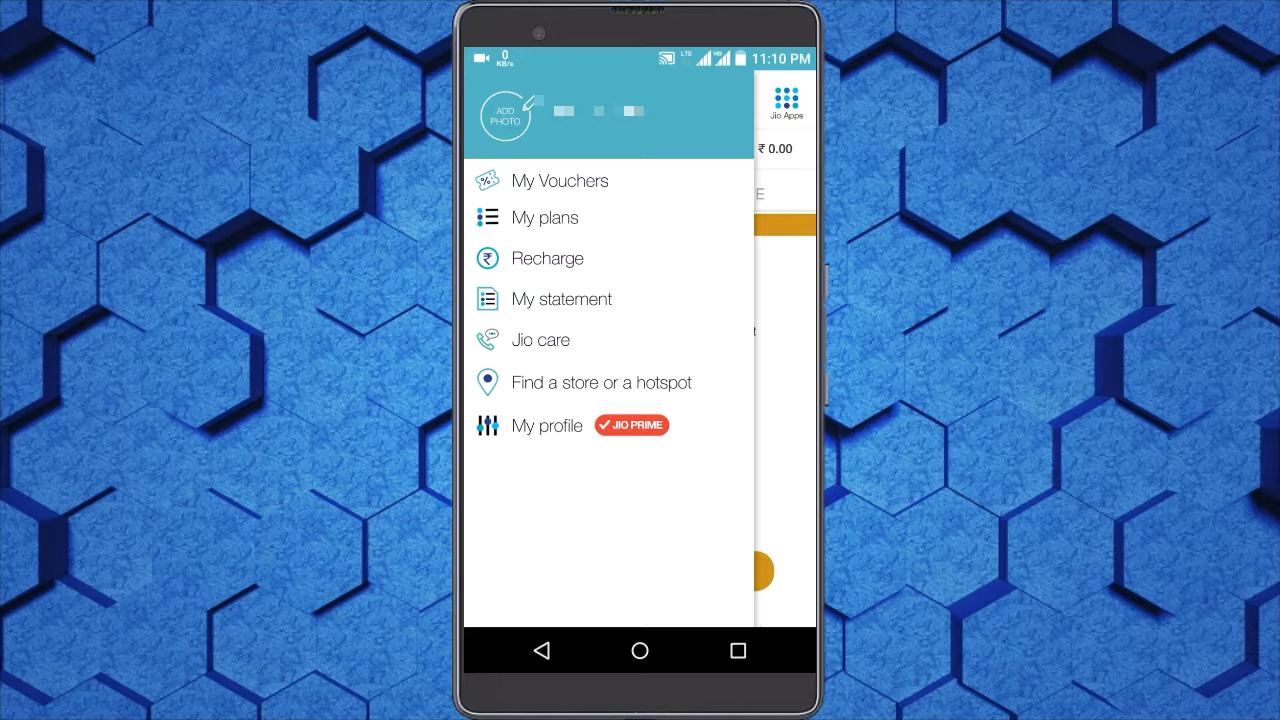 0
KB/s
LTE
11:10 PM
ADD
PHOTO
Jio Apps
₹ 0.00
E
My Vouchers
My plans
Recharge
My statement
Jio care
Find a store or a hotspot
My profile
JIO PRIME